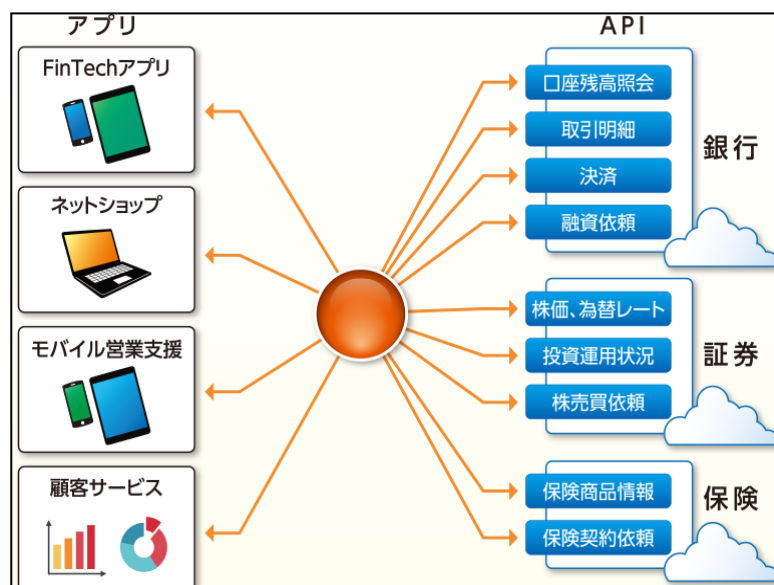 アプリ
FinTechアプリ
ネットショップ
モバイル営業支援
顧客サービス
API
口座残高照会
取引明細
決済
融資依頼
銀行
株価、為替レート
投資運用状況
株売買依頼
証券
保険商品情報
保険契約依頼
保険